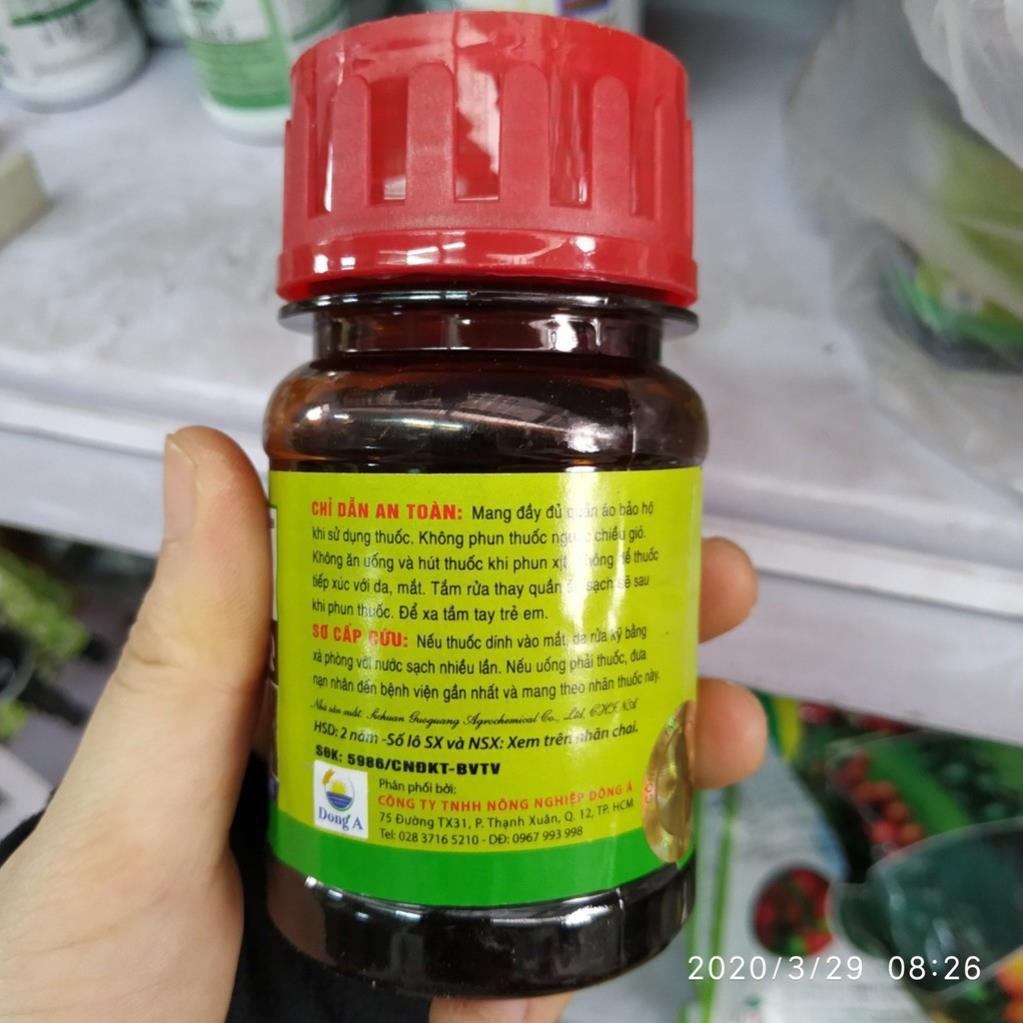 CHỈ DẪN AN TOÀN: Mang đầy đủ quần áo bảo hộ
khi sử dụng thuốc. Không phun thuốc ngược chiều gió.
Không ăn uống và hút thuốc khi phun xịt. Không để thuốc
tiếp xúc với da, mắt. Tắm rửa thay quần sạch sẽ sau
khi phun thuốc. Để xa tầm tay trẻ em.
SƠ CẤP CỨU: Nếu thuốc dính vào mắt, da rửa kỹ bằng
xà phòng với nước sạch nhiều lần. Nếu uống phải thuốc, đưa
nạn nhân đến bệnh viện gần nhất và mang theo nhãn thuốc này.
Nhà sản xuất: Sichuan Guoguang Agrochemical Co., Ltd, CHINA
HSD: 2 năm -Số lô SX và NSX: Xem trên nhãn chai.
SĐK: 5986/CNĐKT-BVTV
Phân phối bởi:
CÔNG TY TNHH NÔNG NGHIỆP ĐÔNG Á
75 Đường TX31, P. Thạnh Xuân, Q. 12, TP. HCM
Tel: 028 3716 5210 - DĐ: 0967 993 998
Dong A
2020/3/29 08:26